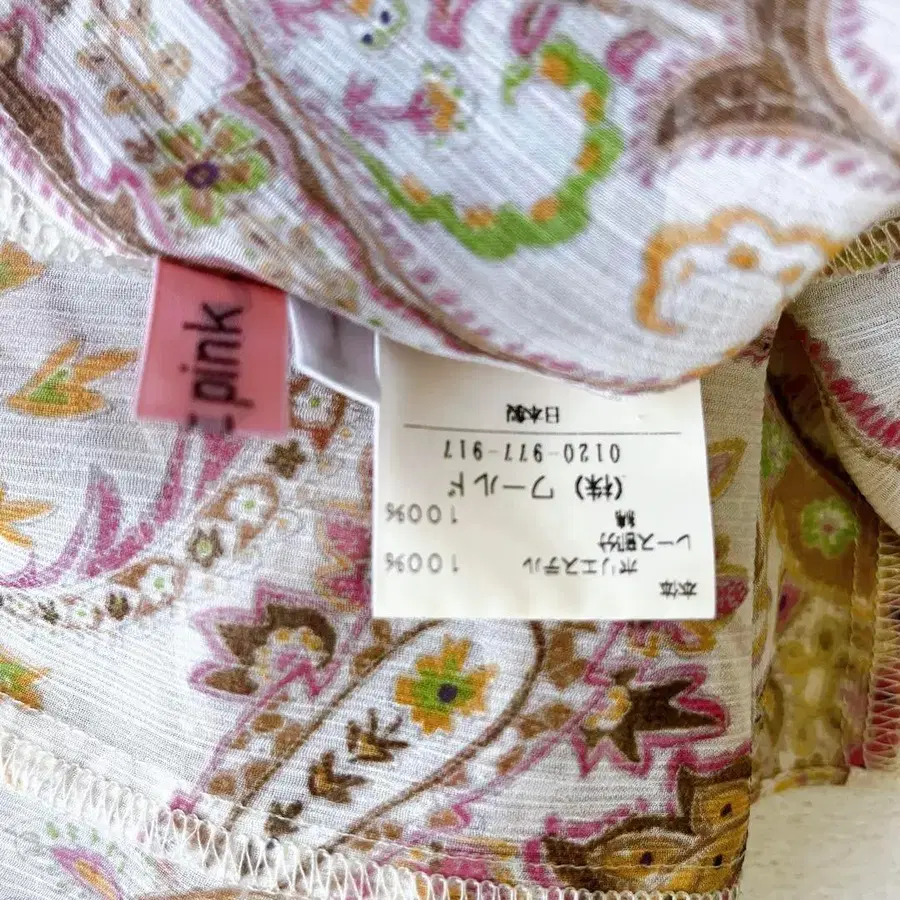 pink
本体
ポリエステル 100%
レース部分
綿 100%
(株) ワールド
0120-977-917
日本製